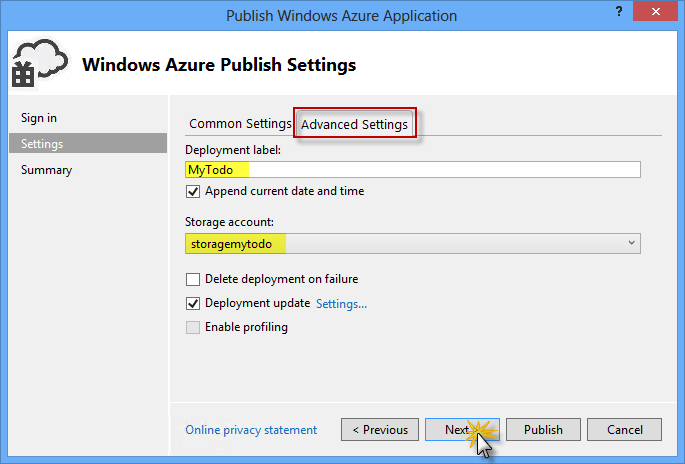 Publish Windows Azure Application
?
Windows Azure Publish Settings
Sign in
Settings
Summary
Common Settings
Advanced Settings
Deployment label:
MyTodo
Append current date and time
Storage account:
storagemytodo
Delete deployment on failure
Deployment update Settings...
Enable profiling
Online privacy statement
< Previous
Next
Publish
Cancel